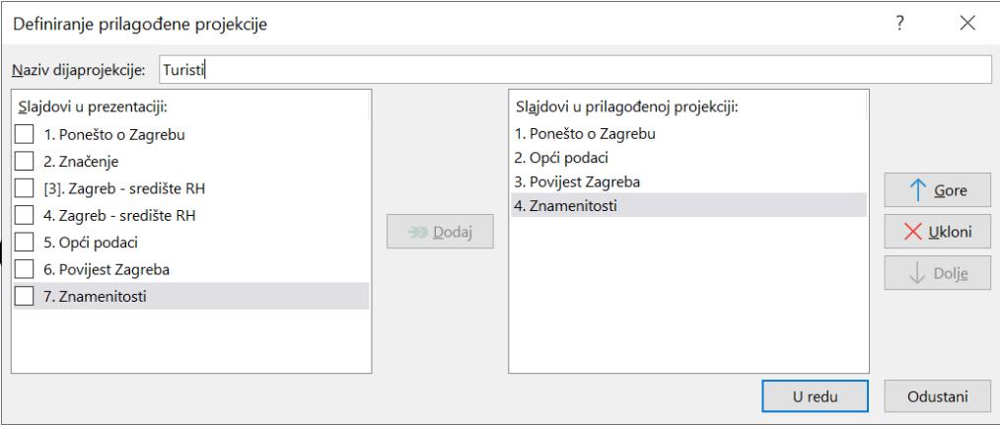 Definiranje prilagođene projekcije
?
Naziv dijaprojekcije: Turisti
Slajdovi u prezentaciji:
1. Ponešto o Zagrebu
2. Značenje
[3]. Zagreb - središte RH
4. Zagreb - središte RH
5. Opći podaci
6. Povijest Zagreba
7. Znamenitosti
Dodaj
Slajdovi u prilagođenoj projekciji:
1. Ponešto o Zagrebu
2. Opći podaci
3. Povijest Zagreba
4. Znamenitosti
Gore
Ukloni
Dolje
U redu
Odustani